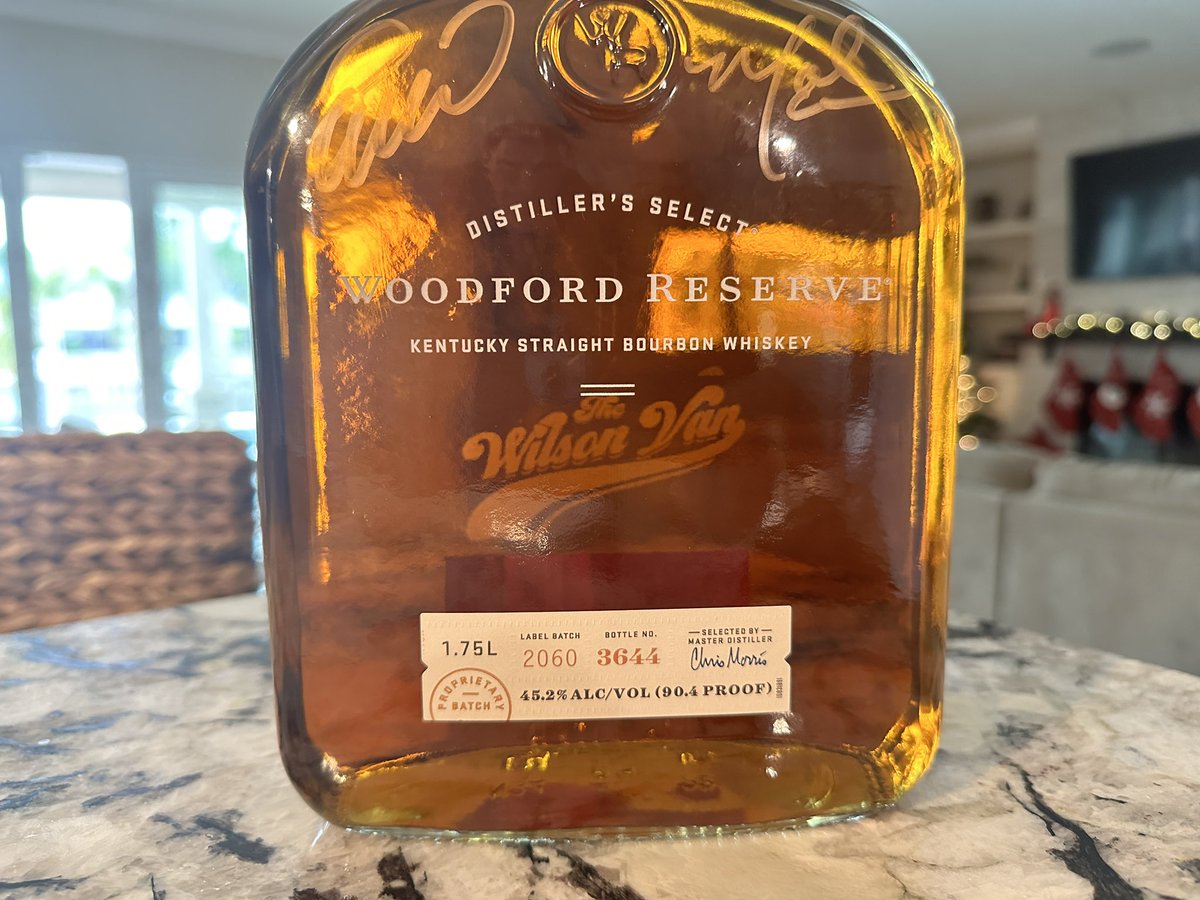 DISTILLER'S SELECT®
WOODFORD RESERVE®
KENTUCKY STRAIGHT BOURBON WHISKEY
The
Wilson Van
1.75L
LABEL BATCH
2060
BOTTLE NO.
3644
SELECTED BY
MASTER DISTILLER
Chris Morris
PROPRIETARY
BATCH
45.2% ALC/VOL (90.4 PROOF)